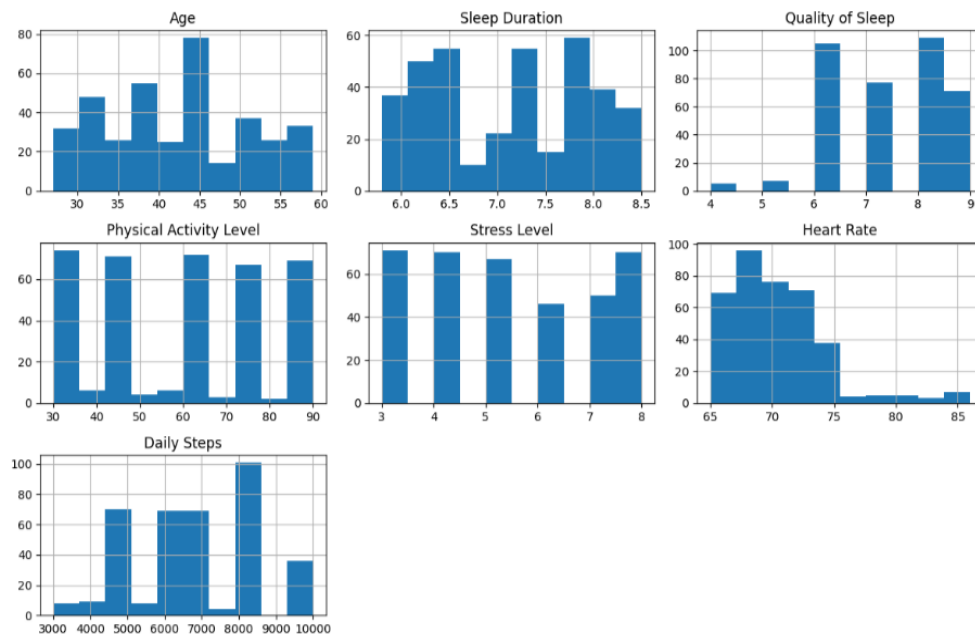 Age
80
60
40
20
0
30 35 40 45 50 55 60
Sleep Duration
60
40
20
0
6.0 6.5 7.0 7.5 8.0 8.5
Quality of Sleep
100
80
60
40
20
0
4 5 6 7 8 9
Physical Activity Level
60
40
20
0
30 40 50 60 70 80 90
Stress Level
60
40
20
0
3 4 5 6 7 8
Heart Rate
100
80
60
40
20
0
65 70 75 80 85
Daily Steps
100
80
60
40
20
0
3000 4000 5000 6000 7000 8000 9000 10000